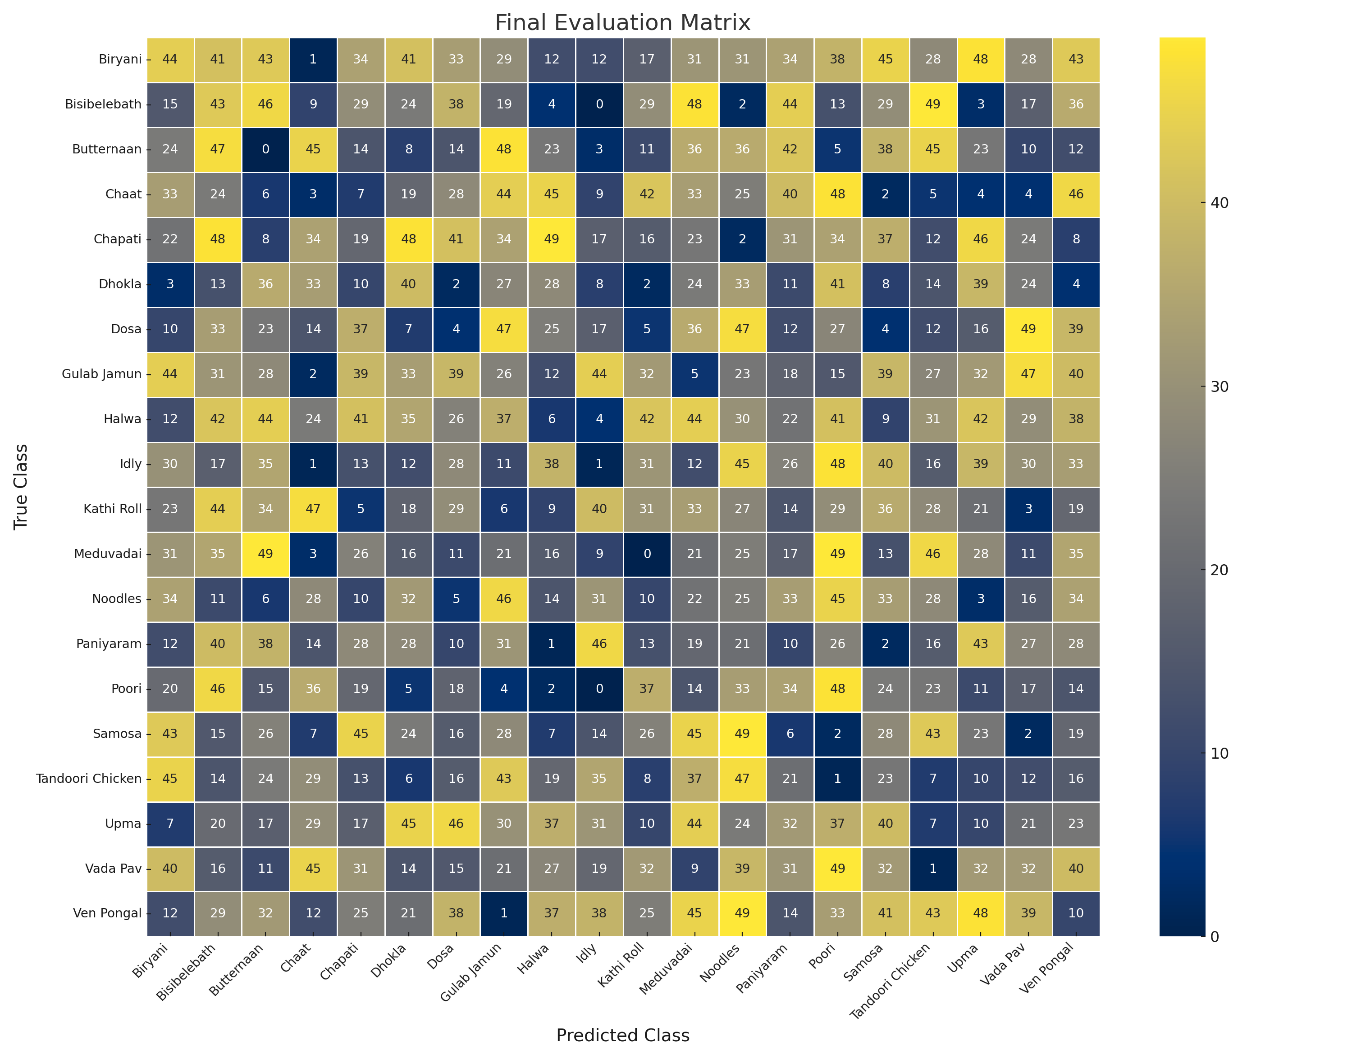 Final Evaluation Matrix
Biryani 44 41 43 1 34 41 33 29 12 12 17 31 31 34 38 45 28 48 28 43
Bisibelebath 15 43 46 9 29 24 38 19 4 0 29 48 2 44 13 29 49 3 17 36
Butternaan 24 47 0 45 14 8 14 48 23 3 11 36 36 42 5 38 45 23 10 12
Chaat 33 24 6 3 7 19 28 44 45 9 42 33 25 40 48 2 5 4 4 46
Chapati 22 48 8 34 19 48 41 34 49 17 16 23 2 31 34 37 12 46 24 8
Dhokla 3 13 36 33 10 40 2 27 28 8 2 24 33 11 41 8 14 39 24 4
Dosa 10 33 23 14 37 7 4 47 25 17 5 36 47 12 27 4 12 16 49 39
Gulab Jamun 44 31 28 2 39 33 39 26 12 44 32 5 23 18 15 39 27 32 47 40
Halwa 12 42 44 24 41 35 26 37 6 4 42 44 30 22 41 9 31 42 29 38
Idly 30 17 35 1 13 12 28 11 38 1 31 12 45 26 48 40 16 39 30 33
Kathi Roll 23 44 34 47 5 18 29 6 9 40 31 33 27 14 29 36 28 21 3 19
Meduvadai 31 35 49 3 26 16 11 21 16 9 0 21 25 17 49 13 46 28 11 35
Noodles 34 11 6 28 10 32 5 46 14 31 10 22 25 33 45 33 28 3 16 34
Paniyaram 12 40 38 14 28 28 10 31 1 46 13 19 21 10 26 2 16 43 27 28
Poori 20 46 15 36 19 5 18 4 2 0 37 14 33 34 48 24 23 11 17 14
Samosa 43 15 26 7 45 24 16 28 7 14 26 45 49 6 2 28 43 23 2 19
Tandoori Chicken 45 14 24 29 13 6 16 43 19 35 8 37 47 21 1 23 7 10 12 16
Upma 7 20 17 29 17 45 46 30 37 31 10 44 24 32 37 40 7 10 21 23
Vada Pav 40 16 11 45 31 14 15 21 27 19 32 9 39 31 49 32 1 32 32 40
Ven Pongal 12 29 32 12 25 21 38 1 37 38 25 45 49 14 33 41 43 48 39 10
Biryani Bisibelebath Butternaan Chaat Chapati Dhokla Dosa Gulab Jamun Halwa Idly Kathi Roll Meduvadai Noodles Paniyaram Poori Samosa Tandoori Chicken Upma Vada Pav Ven Pongal
Predicted Class
True Class
40
30
20
10
0